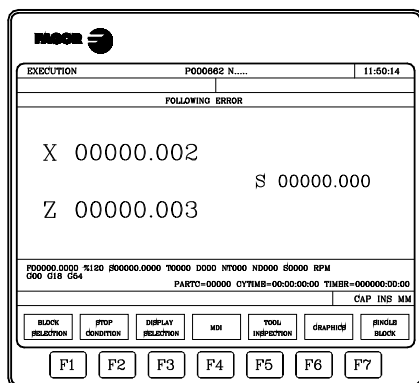 FAGOR
EXECUTION P000662 N..... 11:50:14
FOLLOWING ERROR
X 00000.002
S 00000.000
Z 00000.003
F00000.0000 %120 S00000.0000 T0000 D000 NT000 ND000 S0000 RPM
G00 G18 G54
PARTC=00000 CYTIME=00:00:00:00 TIMER=000000:00:00
CAP INS MM
BLOCK SELECTION STOP CONDITION DISPLAY SELECTION MDI TOOL INSPECTION GRAPHICS SINGLE BLOCK
F1 F2 F3 F4 F5 F6 F7